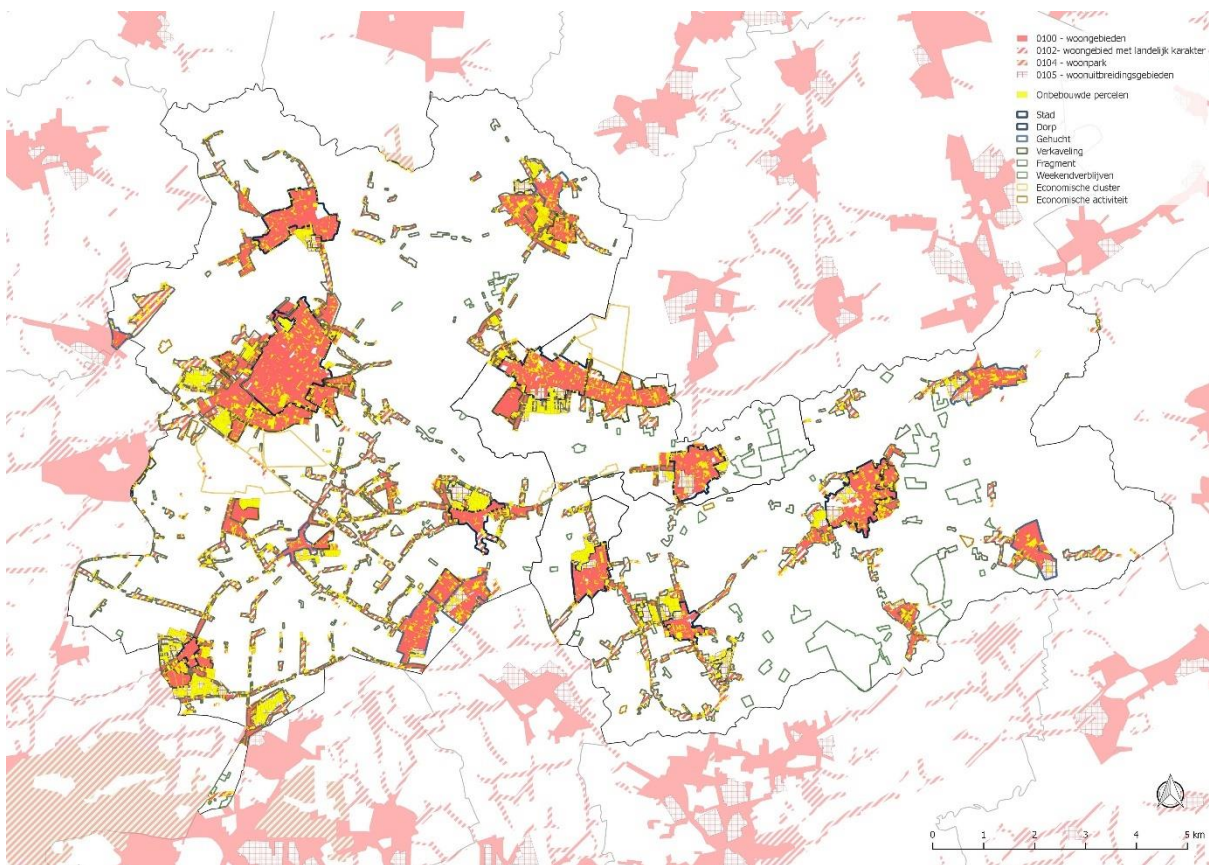 0100 - woongebieden
0102- woongebied met landelijk karakter
0104 - woonpark
0105 - woonuitbreidingsgebieden
Onbebouwde percelen
Stad
Dorp
Gehucht
Verkaveling
Fragment
Weekendverblijven
Economische cluster
Economische activiteit
0 1 2 3 4 5 km